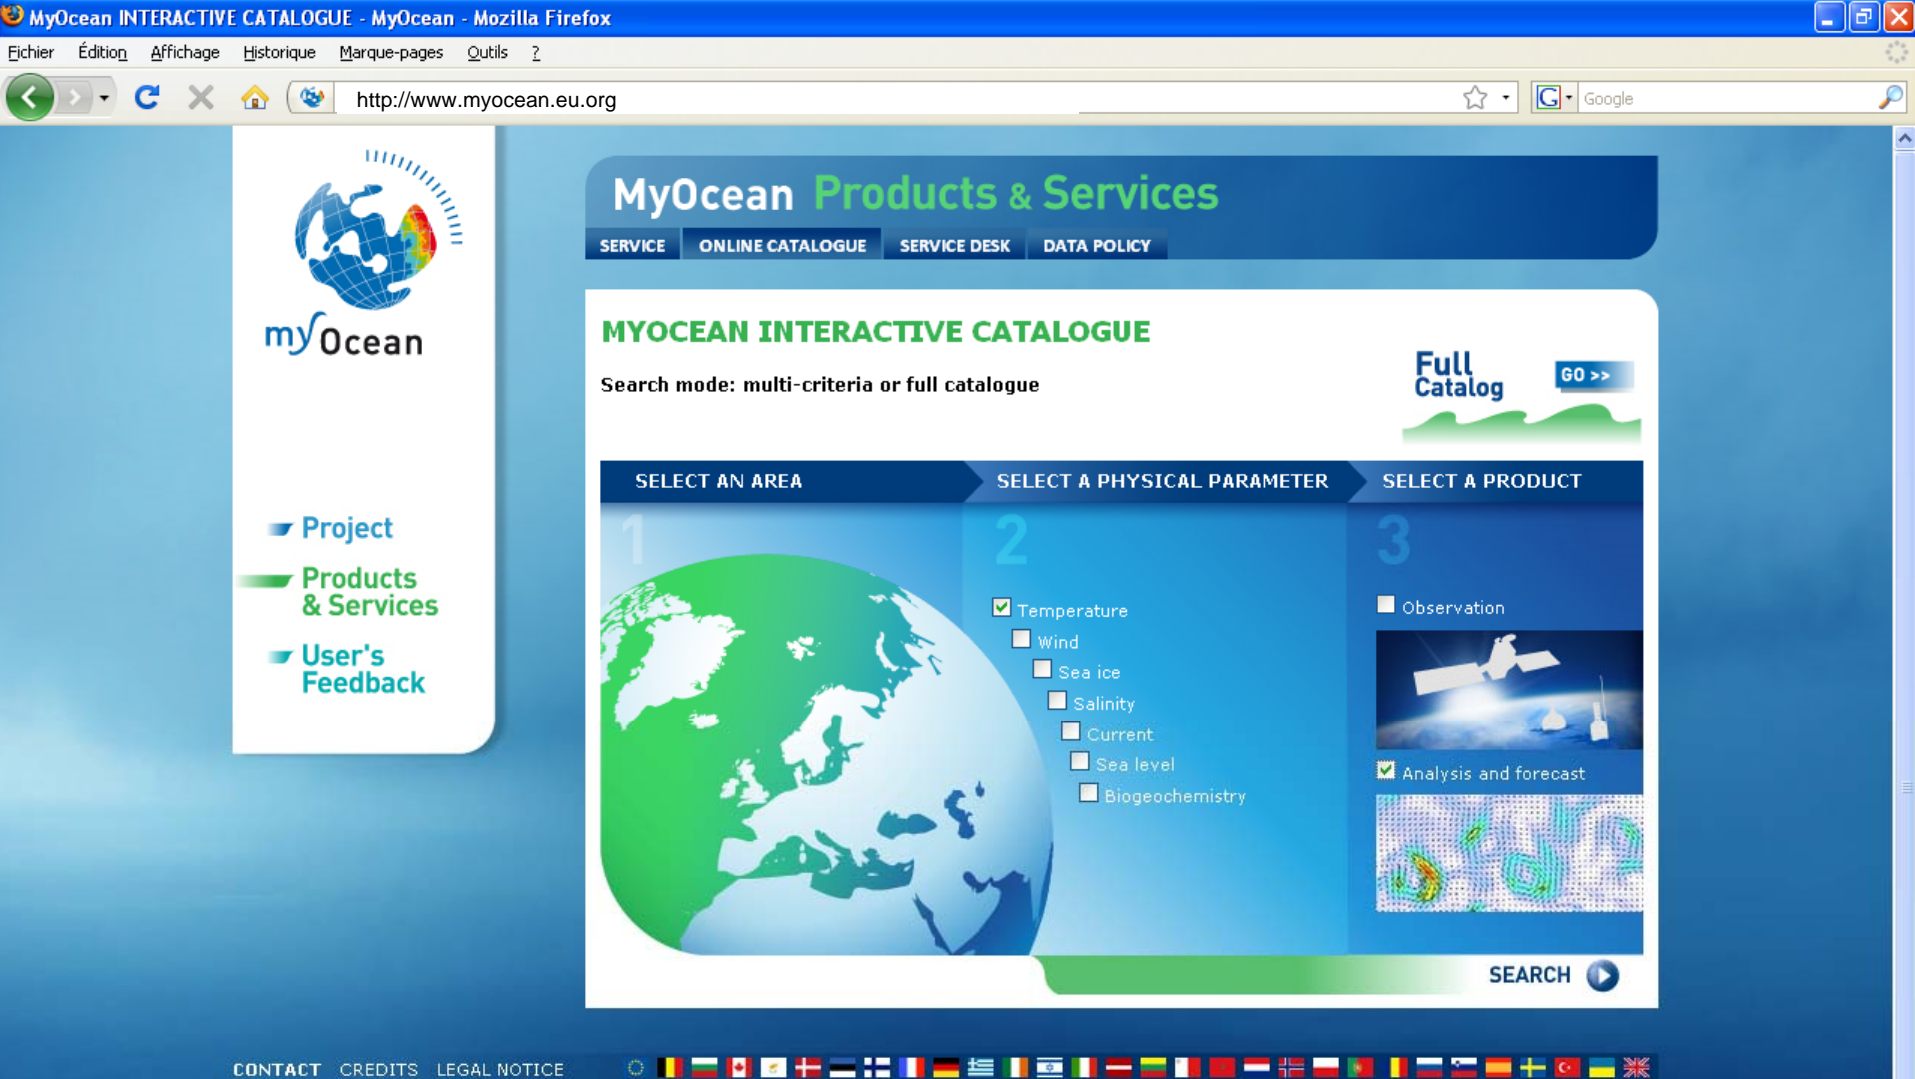 MyOcean INTERACTIVE CATALOGUE - MyOcean - Mozilla Firefox
Fichier Édition Affichage Historique Marque-pages Outils ?
http://www.myocean.eu.org
G Google
my Ocean
MyOcean Products & Services
SERVICE ONLINE CATALOGUE SERVICE DESK DATA POLICY
MYOCEAN INTERACTIVE CATALOGUE
Search mode: multi-criteria or full catalogue
Full
Catalog
GO >>
SELECT AN AREA SELECT A PHYSICAL PARAMETER SELECT A PRODUCT
1 2 3
Project
Products
& Services
User's
Feedback
Temperature
Wind
Sea ice
Salinity
Current
Sea level
Biogeochemistry
Observation
Analysis and forecast
SEARCH
CONTACT CREDITS LEGAL NOTICE